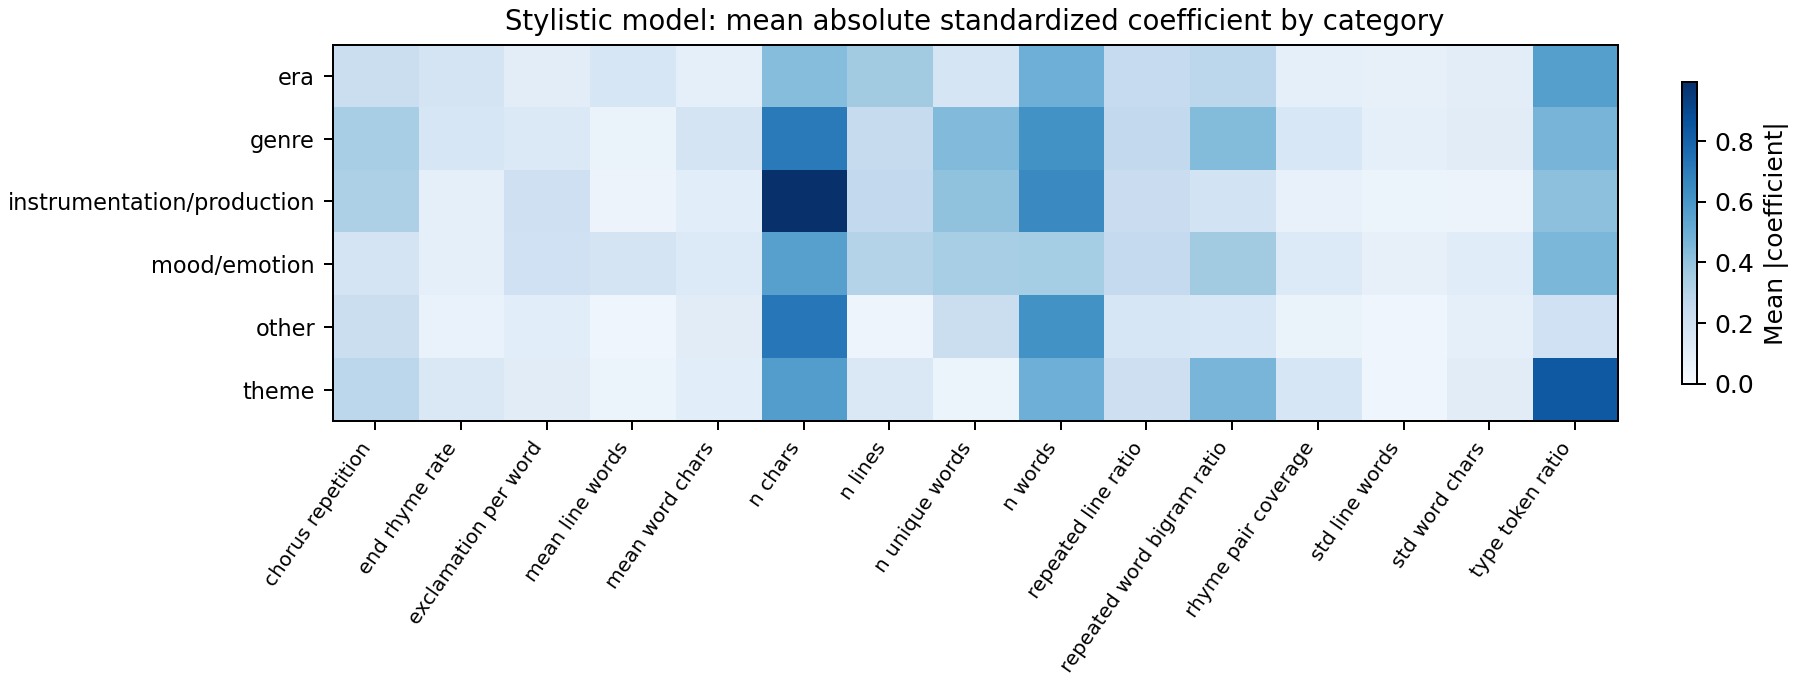 Stylistic model: mean absolute standardized coefficient by category
era
genre
instrumentation/production
mood/emotion
other
theme
chorus repetition
end rhyme rate
exclamation per word
mean line words
mean word chars
n chars
n lines
n unique words
n words
repeated line ratio
repeated word bigram ratio
rhyme pair coverage
std line words
std word chars
type token ratio
0.8
0.6
0.4
0.2
0.0
Mean |coefficient|